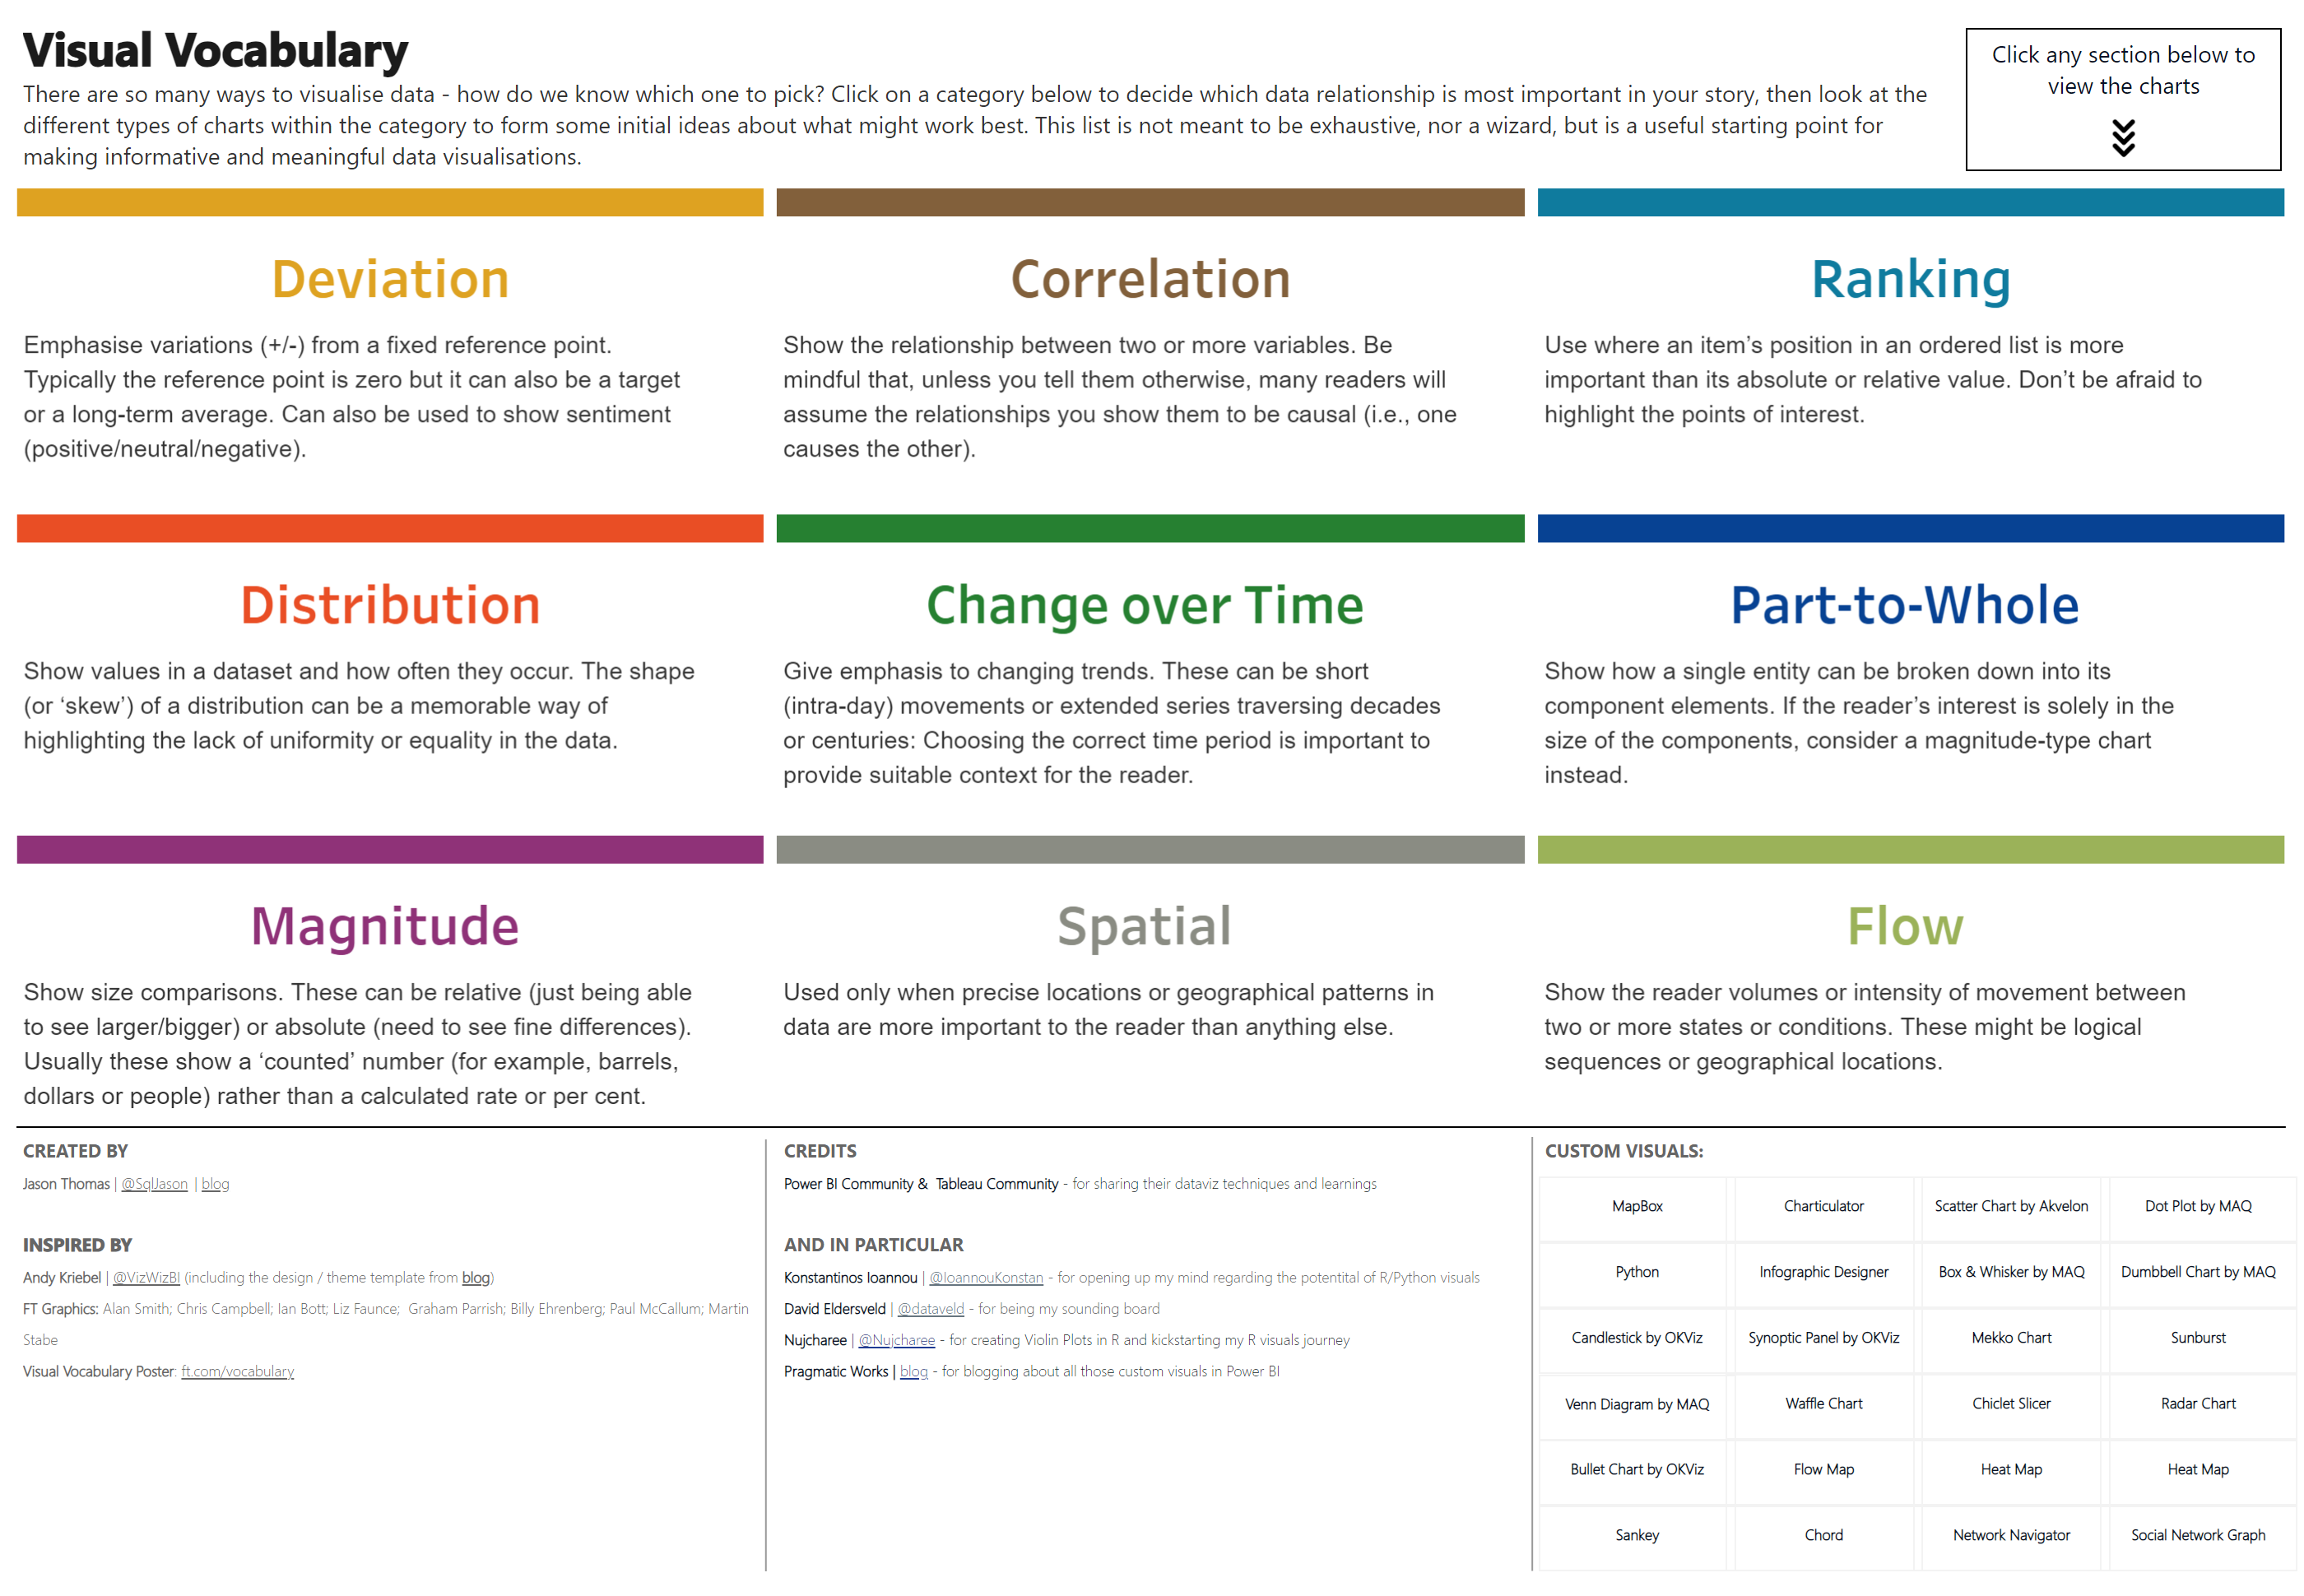 Visual Vocabulary
There are so many ways to visualise data - how do we know which one to pick? Click on a category below to decide which data relationship is most important in your story, then look at the
different types of charts within the category to form some initial ideas about what might work best. This list is not meant to be exhaustive, nor a wizard, but is a useful starting point for
making informative and meaningful data visualisations.
Click any section below to
view the charts
Deviation
Emphasise variations (+/-) from a fixed reference point.
Typically the reference point is zero but it can also be a target
or a long-term average. Can also be used to show sentiment
(positive/neutral/negative).
Correlation
Show the relationship between two or more variables. Be
mindful that, unless you tell them otherwise, many readers will
assume the relationships you show them to be causal (i.e., one
causes the other).
Ranking
Use where an item’s position in an ordered list is more
important than its absolute or relative value. Don’t be afraid to
highlight the points of interest.
Distribution
Show values in a dataset and how often they occur. The shape
(or ‘skew’) of a distribution can be a memorable way of
highlighting the lack of uniformity or equality in the data.
Change over Time
Give emphasis to changing trends. These can be short
(intra-day) movements or extended series traversing decades
or centuries: Choosing the correct time period is important to
provide suitable context for the reader.
Part-to-Whole
Show how a single entity can be broken down into its
component elements. If the reader’s interest is solely in the
size of the components, consider a magnitude-type chart
instead.
Magnitude
Show size comparisons. These can be relative (just being able
to see larger/bigger) or absolute (need to see fine differences).
Usually these show a ‘counted’ number (for example, barrels,
dollars or people) rather than a calculated rate or per cent.
Spatial
Used only when precise locations or geographical patterns in
data are more important to the reader than anything else.
Flow
Show the reader volumes or intensity of movement between
two or more states or conditions. These might be logical
sequences or geographical locations.
CREATED BY
Jason Thomas | @SqlJason | blog
INSPIRED BY
Andy Kriebel | @VizWizBI (including the design / theme template from blog)
FT Graphics: Alan Smith; Chris Campbell; Ian Bott; Liz Faunce; Graham Parrish; Billy Ehrenberg; Paul McCallum; Martin
Stabe
Visual Vocabulary Poster: ft.com/vocabulary
CREDITS
Power BI Community & Tableau Community - for sharing their dataviz techniques and learnings
AND IN PARTICULAR
Konstantinos Ioannou | @IoannouKonstan - for opening up my mind regarding the potentital of R/Python visuals
David Eldersveld | @dataveld - for being my sounding board
Nujcharee | @Nujcharee - for creating Violin Plots in R and kickstarting my R visuals journey
Pragmatic Works | blog - for blogging about all those custom visuals in Power BI
CUSTOM VISUALS:
MapBox Charticulator Scatter Chart by Akvelon Dot Plot by MAQ
Python Infographic Designer Box & Whisker by MAQ Dumbbell Chart by MAQ
Candlestick by OKViz Synoptic Panel by OKViz Mekko Chart Sunburst
Venn Diagram by MAQ Waffle Chart Chiclet Slicer Radar Chart
Bullet Chart by OKViz Flow Map Heat Map Heat Map
Sankey Chord Network Navigator Social Network Graph